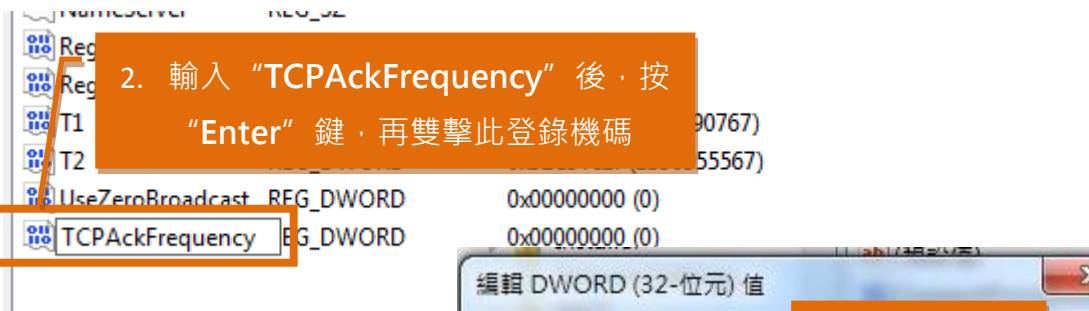 Reg
2. 輸入“TCPAckFrequency”後，按
Reg
“Enter”鍵，再雙擊此登錄機碼
T1 90767)
T2 55567)
UseZeroBroadcast REG_DWORD 0x00000000 (0)
TCPAckFrequency EG_DWORD 0x00000000 (0)
編輯 DWORD (32-位元) 值